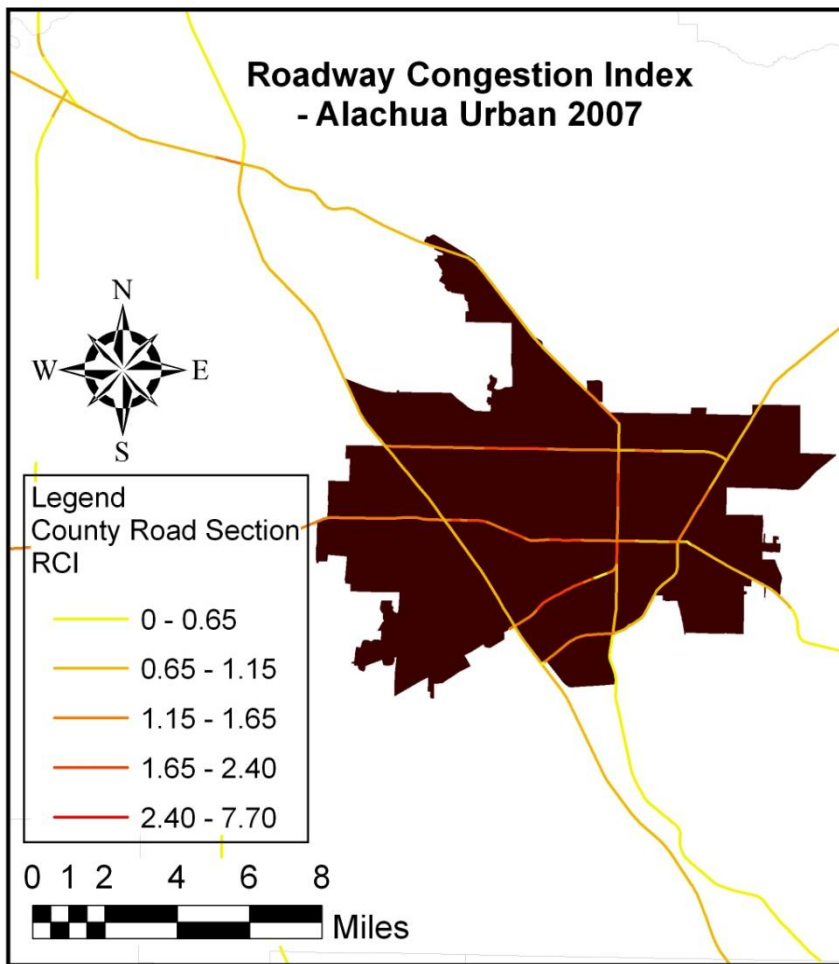 Roadway Congestion Index
- Alachua Urban 2007
N
W E
S
Legend
County Road Section
RCI
0 - 0.65
0.65 - 1.15
1.15 - 1.65
1.65 - 2.40
2.40 - 7.70
0 1 2 4 6 8
Miles